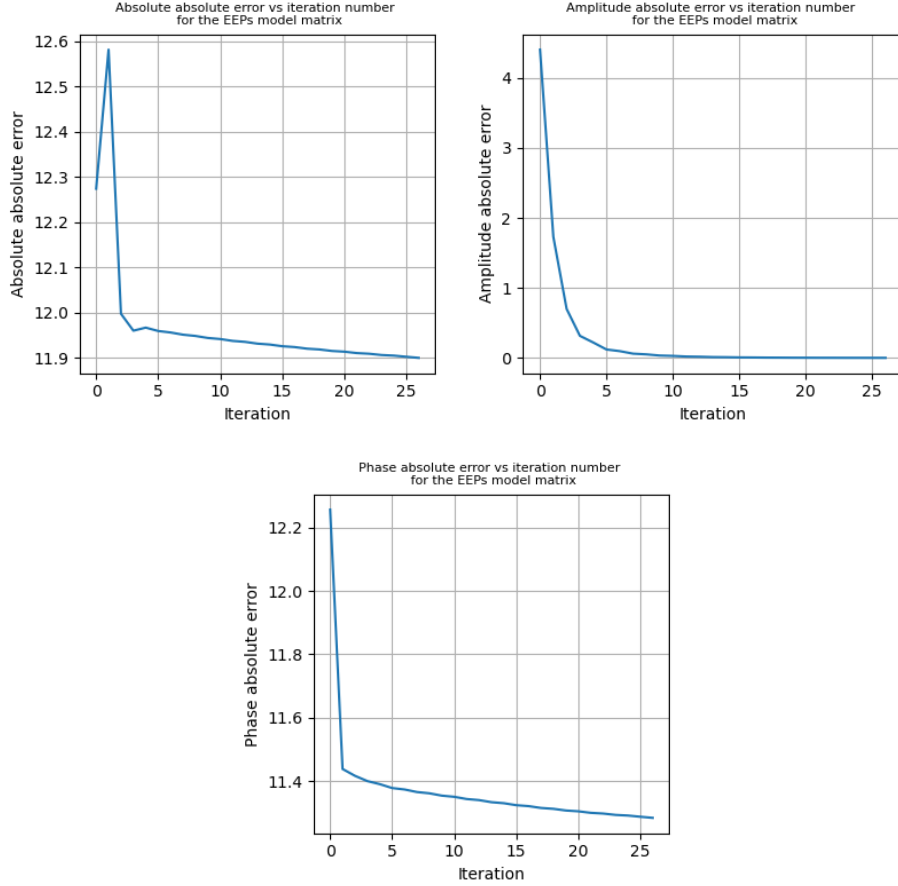 Absolute absolute error vs iteration number
for the EEPs model matrix
12.6
12.5
12.4
12.3
12.2
12.1
12.0
11.9
Absolute absolute error
0 5 10 15 20 25
Iteration
Amplitude absolute error vs iteration number
for the EEPs model matrix
4
3
2
1
0
Amplitude absolute error
0 5 10 15 20 25
Iteration
Phase absolute error vs iteration number
for the EEPs model matrix
12.2
12.0
11.8
11.6
11.4
Phase absolute error
0 5 10 15 20 25
Iteration